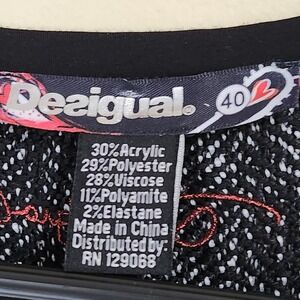 Desigual.
40
30%Acrylic
29%Polyester
28%Viscose
11%Polyamite
2%Elastane
Made in China
Distributed by:
RN 129068